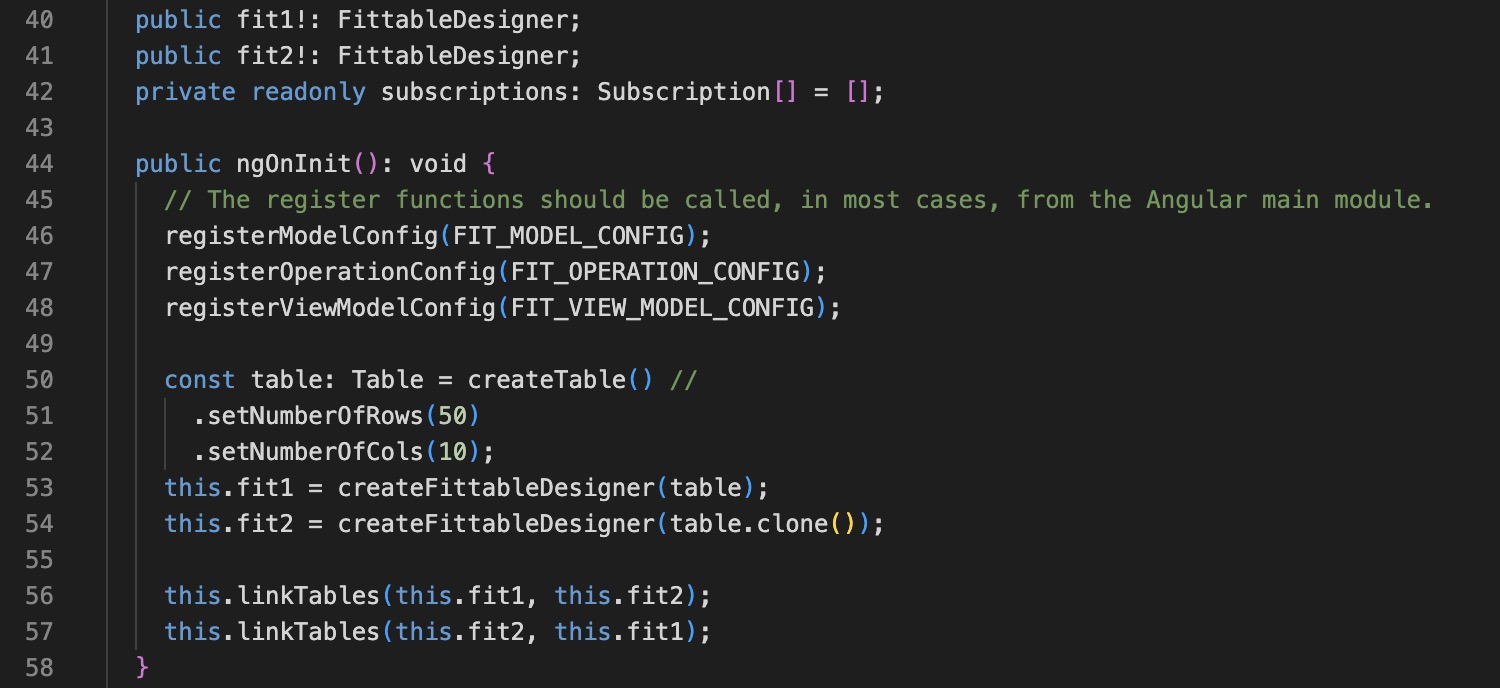 40 public fit1!: FittableDesigner;
41 public fit2!: FittableDesigner;
42 private readonly subscriptions: Subscription[] = [];
43
44 public ngOnInit(): void {
45 // The register functions should be called, in most cases, from the Angular main module.
46 registerModelConfig(FIT_MODEL_CONFIG);
47 registerOperationConfig(FIT_OPERATION_CONFIG);
48 registerViewModelConfig(FIT_VIEW_MODEL_CONFIG);
49
50 const table: Table = createTable() //
51 .setNumberOfRows(50)
52 .setNumberOfCols(10);
53 this.fit1 = createFittableDesigner(table);
54 this.fit2 = createFittableDesigner(table.clone());
55
56 this.linkTables(this.fit1, this.fit2);
57 this.linkTables(this.fit2, this.fit1);
58 }